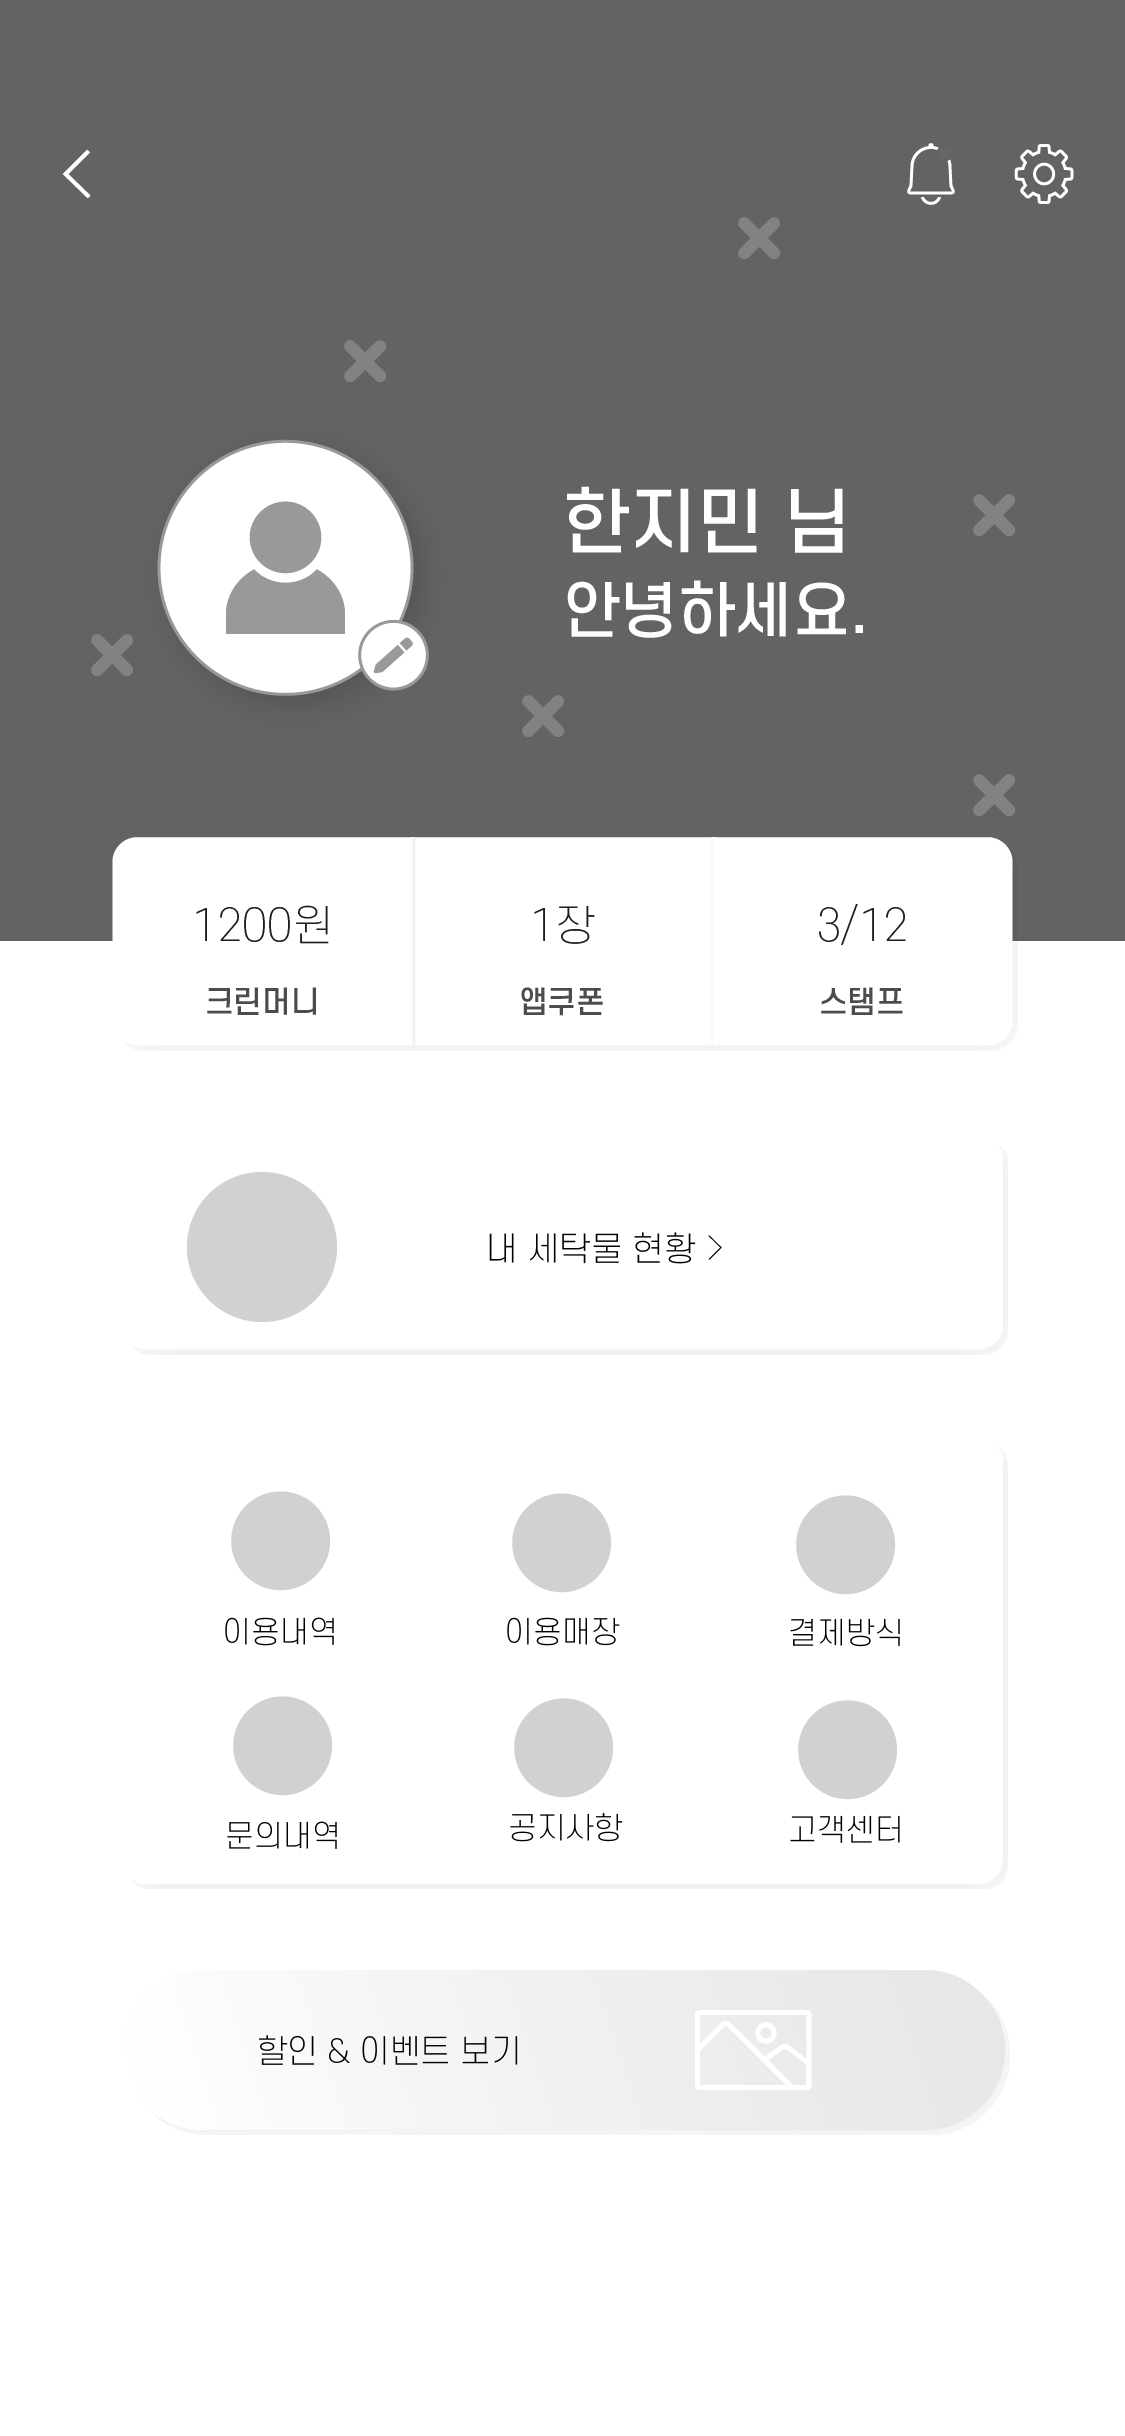 한지민 님
안녕하세요.
1200원
1장
3/12
크린머니
앱쿠폰
스탬프
내 세탁물 현황 >
이용내역
이용매장
결제방식
문의내역
공지사항
고객센터
할인 & 이벤트 보기